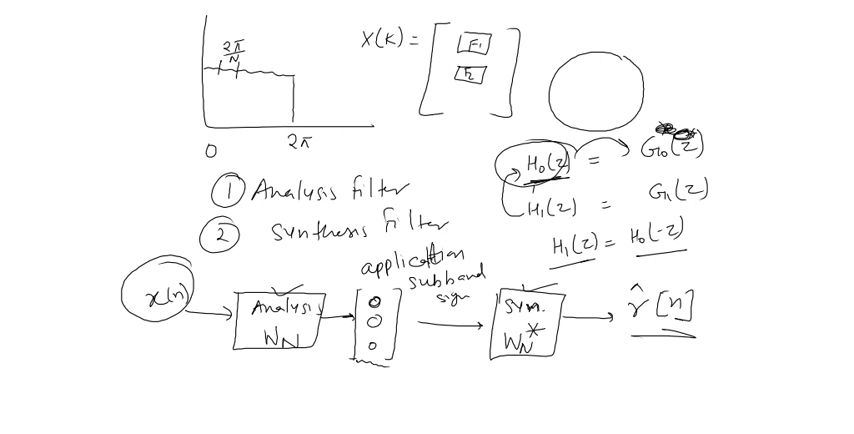 2π/N
X(K) = [ F1
F2 ]
0
2π
H0(z) = G0(z)
H1(z) = G1(z)
H1(z) = H0(-z)
1 Analysis filter
2 Synthesis filter
application
subband
sign
x(n)
Analysis
WN
Syn.
WN*
r̂[n]